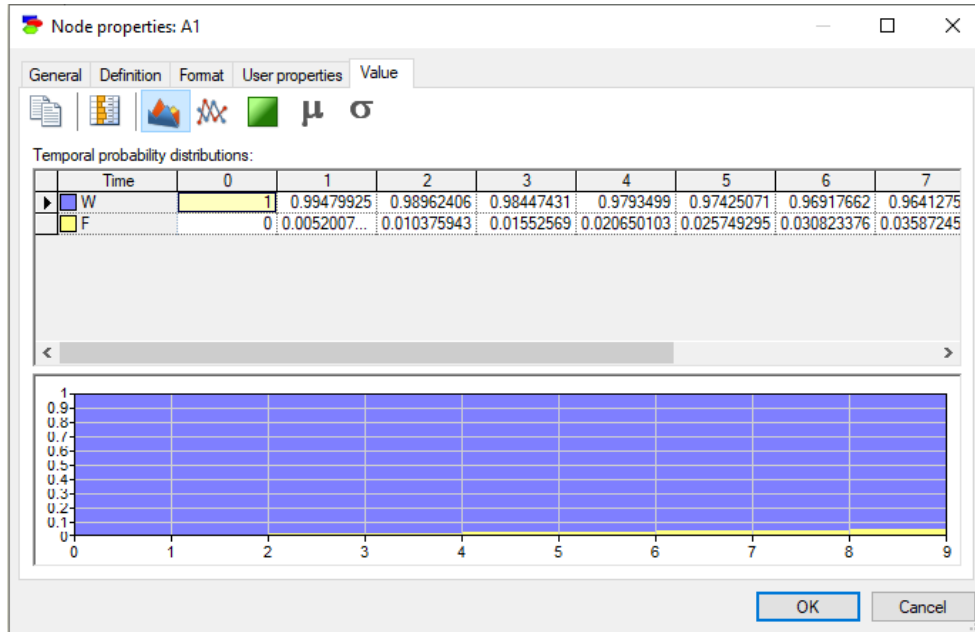 Node properties: A1
General Definition Format User properties Value
μ σ
Temporal probability distributions:
Time 0 1 2 3 4 5 6 7
W 1 0.99479925 0.98962406 0.98447431 0.9793499 0.97425071 0.96917662 0.9641275
F 0 0.0052007... 0.010375943 0.01552569 0.020650103 0.025749295 0.030823376 0.03587245
1
0.9
0.8
0.7
0.6
0.5
0.4
0.3
0.2
0.1
0
0 1 2 3 4 5 6 7 8 9
OK Cancel